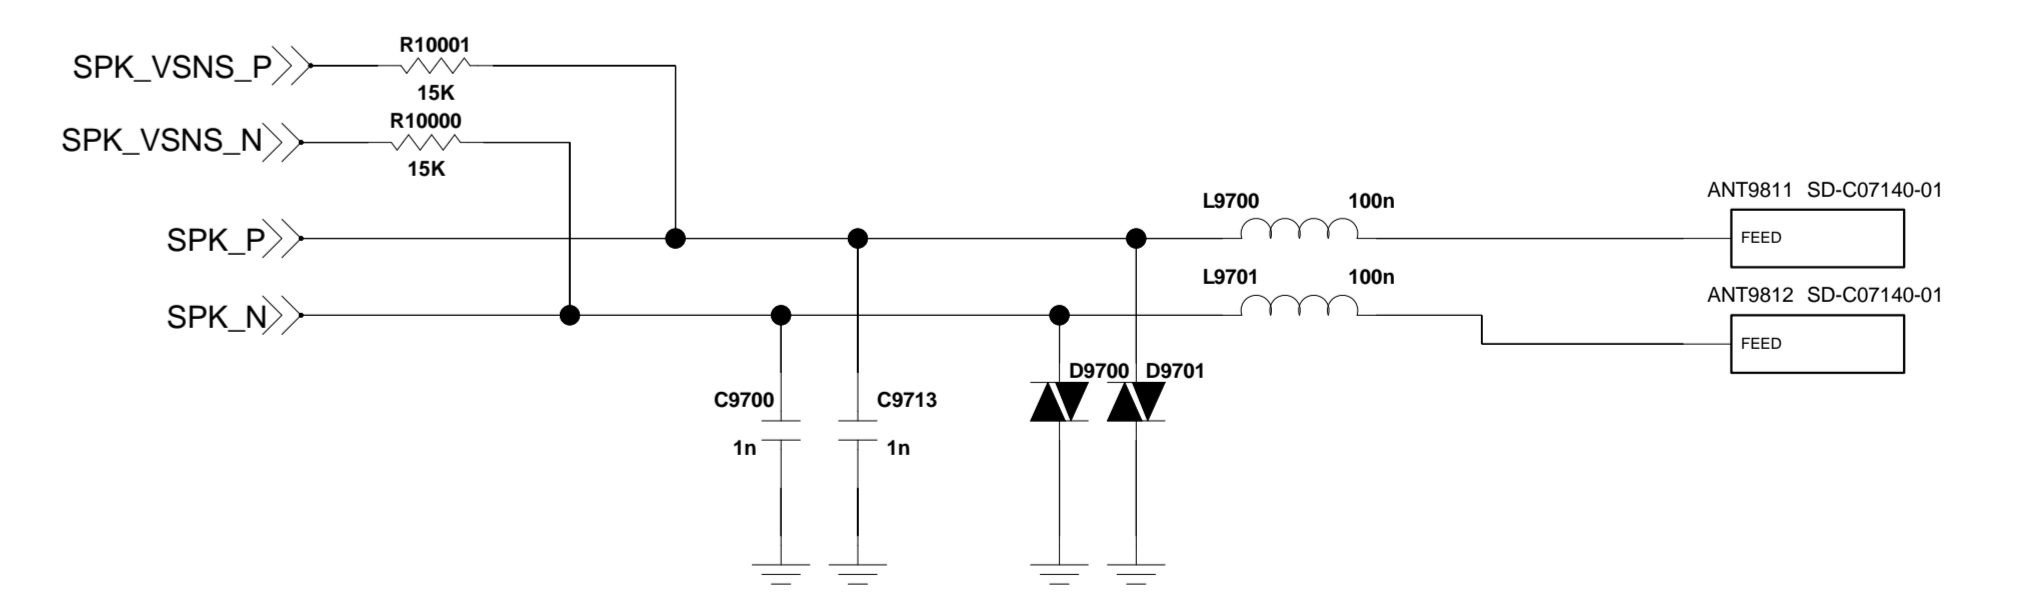 R10001
SPK_VSNS_P
15K
R10000
SPK_VSNS_N
15K
ANT9811 SD-C07140-01
L9700 100n
SPK_P
FEED
L9701 100n
ANT9812 SD-C07140-01
SPK_N
FEED
D9700 D9701
C9700 C9713
1n 1n